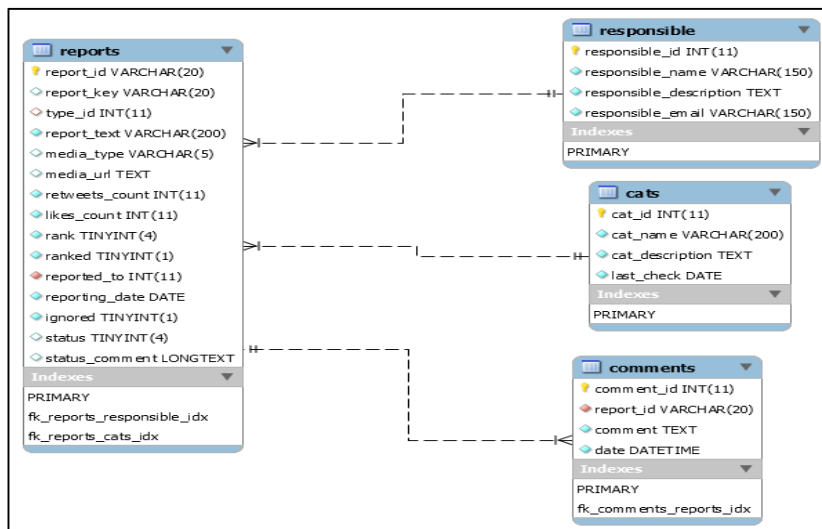 reports
report_id VARCHAR(20)
report_key VARCHAR(20)
type_id INT(11)
report_text VARCHAR(200)
media_type VARCHAR(5)
media_url TEXT
retweets_count INT(11)
likes_count INT(11)
rank TINYINT(4)
ranked TINYINT(1)
reported_to INT(11)
reporting_date DATE
ignored TINYINT(1)
status TINYINT(4)
status_comment LONGTEXT
Indexes
PRIMARY
fk_reports_responsible_idx
fk_reports_cats_idx
responsible
responsible_id INT(11)
responsible_name VARCHAR(150)
responsible_description TEXT
responsible_email VARCHAR(150)
Indexes
PRIMARY
cats
cat_id INT(11)
cat_name VARCHAR(200)
cat_description TEXT
last_check DATE
Indexes
PRIMARY
comments
comment_id INT(11)
report_id VARCHAR(20)
comment TEXT
date DATETIME
Indexes
PRIMARY
fk_comments_reports_idx